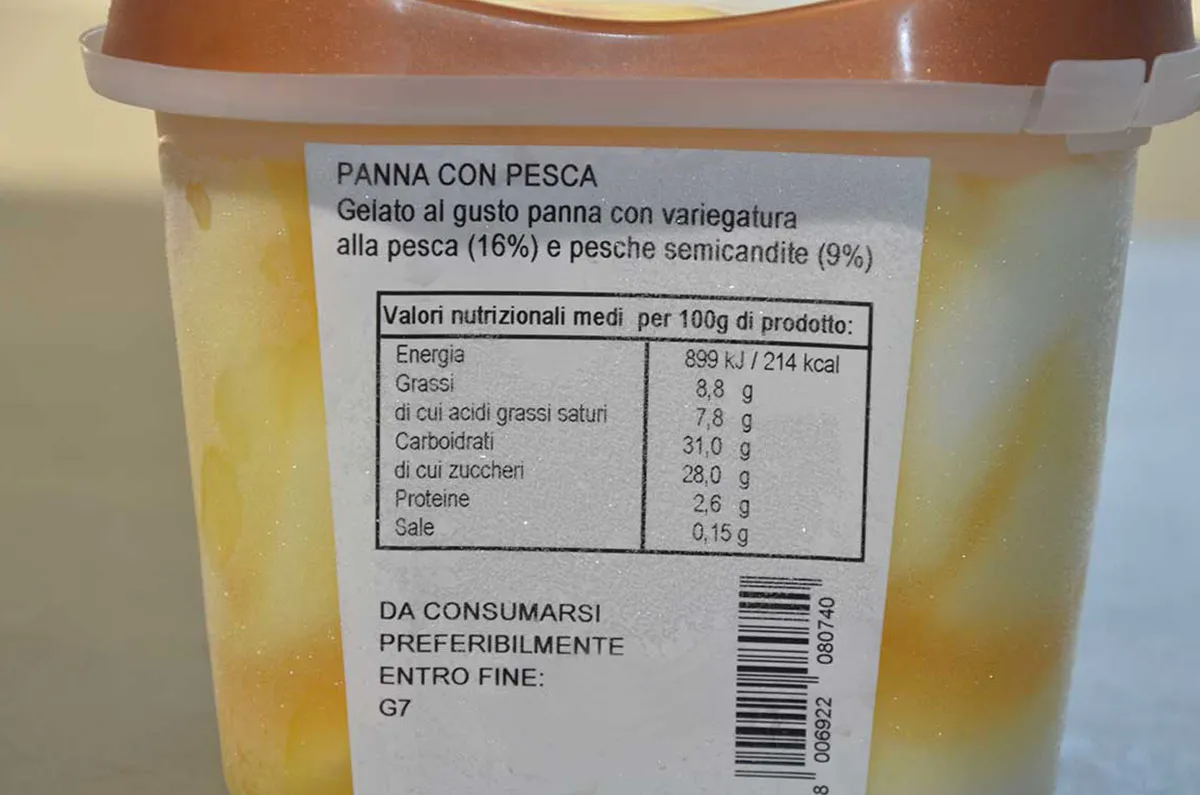 PANNA CON PESCA
Gelato al gusto panna con variegatura
alla pesca (16%) e pesche semicandite (9%)
Valori nutrizionali medi per 100g di prodotto:
Energia 899 kJ / 214 kcal
Grassi 8,8 g
di cui acidi grassi saturi 7,8 g
Carboidrati 31,0 g
di cui zuccheri 28,0 g
Proteine 2,6 g
Sale 0,15 g
DA CONSUMARSI
PREFERIBILMENTE
ENTRO FINE:
G7
8 006922 080740